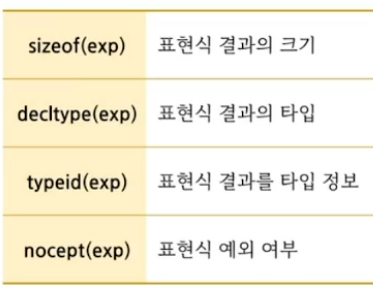 sizeof(exp) 표현식 결과의 크기
decltype(exp) 표현식 결과의 타입
typeid(exp) 표현식 결과를 타입 정보
nocept(exp) 표현식 예외 여부